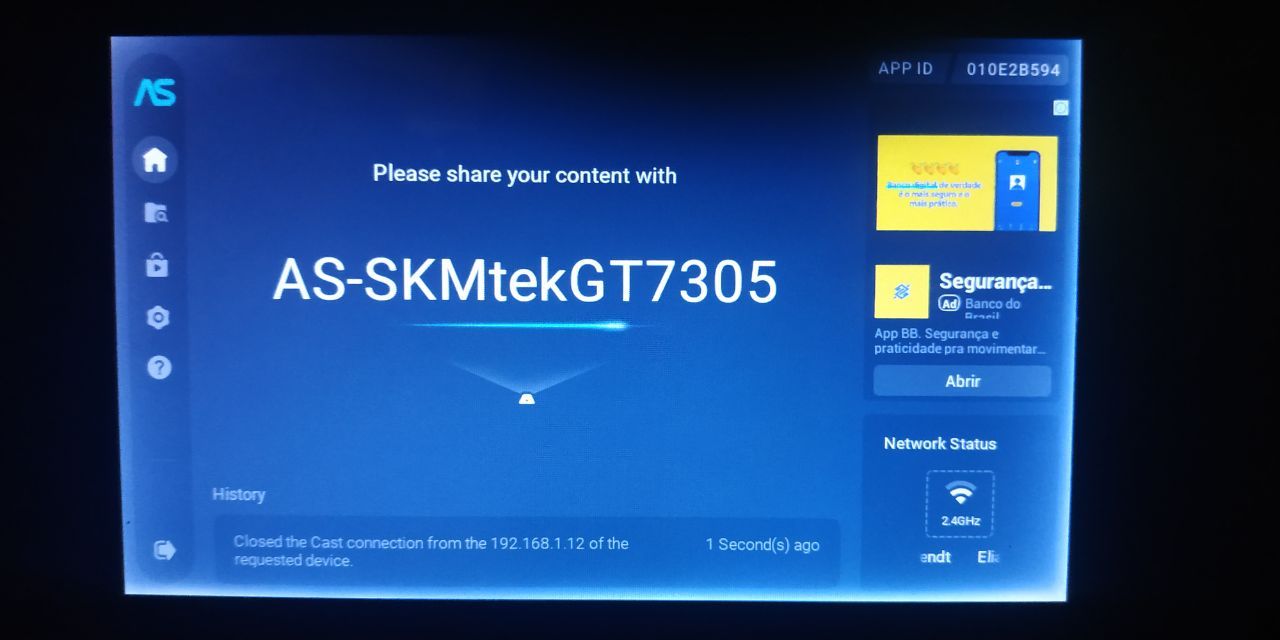 AS
APP ID 010E2B594
Please share your content with
AS-SKMtekGT7305
Banco digital de verdade
é o mais seguro e o
mais prático.
Segurança...
Ad Banco do
Brasil
App BB. Segurança e
praticidade pra movimentar...
Abrir
Network Status
2.4GHz
endt Elia
History
Closed the Cast connection from the 192.168.1.12 of the
requested device.
1 Second(s) ago